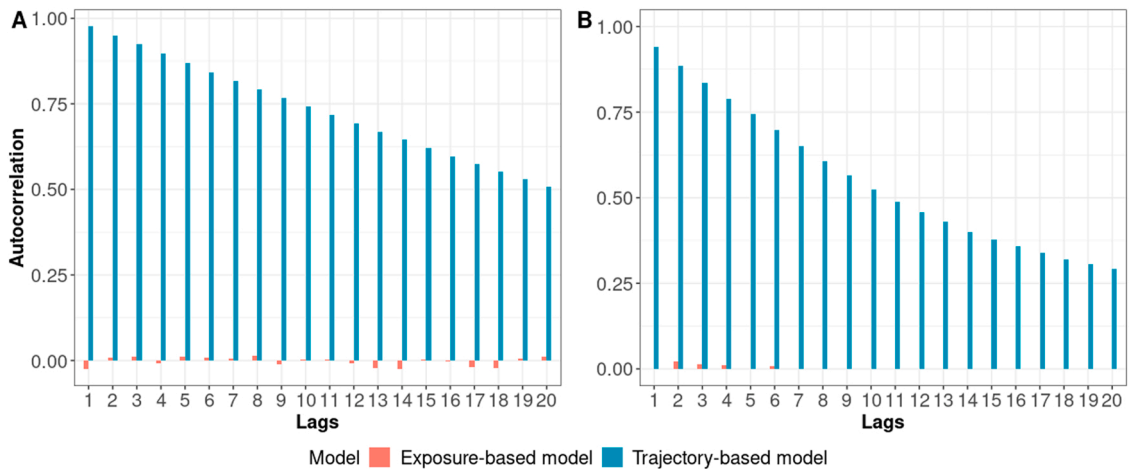 A
B
1.00
0.75
0.50
0.25
0.00
Autocorrelation
1 2 3 4 5 6 7 8 9 10 11 12 13 14 15 16 17 18 19 20
Lags
1.00
0.75
0.50
0.25
0.00
1 2 3 4 5 6 7 8 9 10 11 12 13 14 15 16 17 18 19 20
Lags
Model Exposure-based model Trajectory-based model